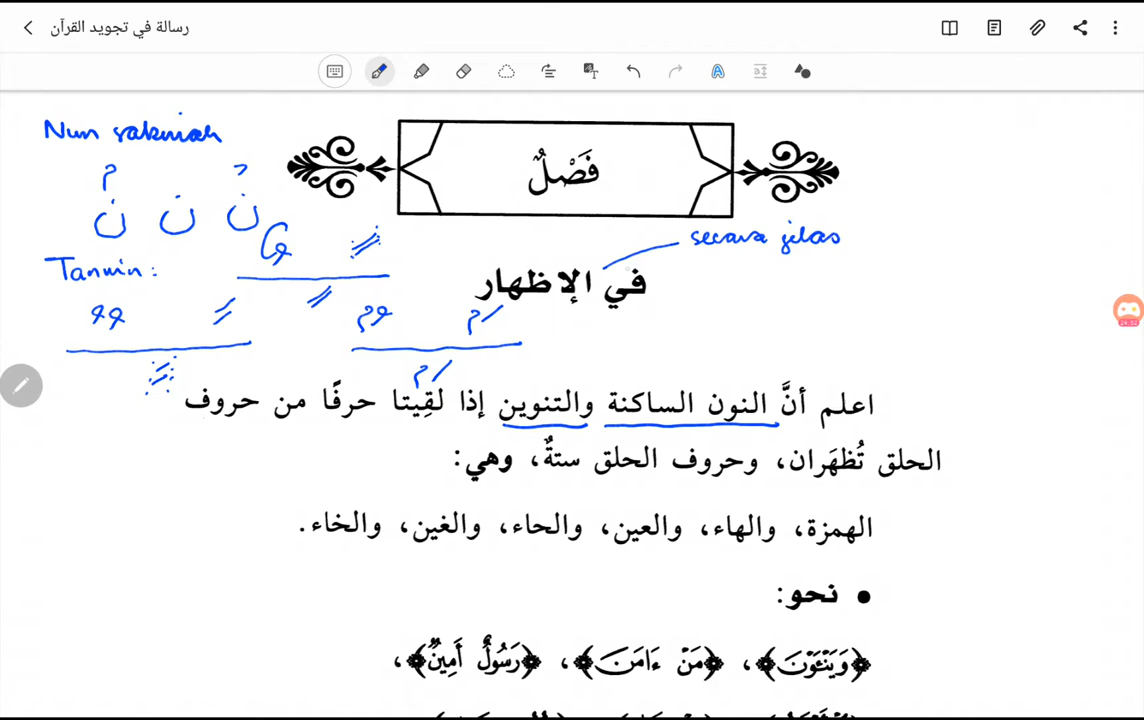 رسالة في تجويد القرآن
Nun sakinah
فَصْلٌ
نْ ن ن
secara jelas
Tanwin:
في الإظهار
اعلم أنَّ النون الساكنة والتنوين إذا لقِيتا حرفًا من حروف
الحلق تُظهَران، وحروف الحلق ستةٌ، وهي:
الهمزة، والهاء، والعين، والحاء، والغين، والخاء.
• نحو:
﴿وَيَنْـَٔوْنَ﴾، ﴿مَنْ ءَامَنَ﴾، ﴿رَسُولٌ أَمِينٌ﴾،